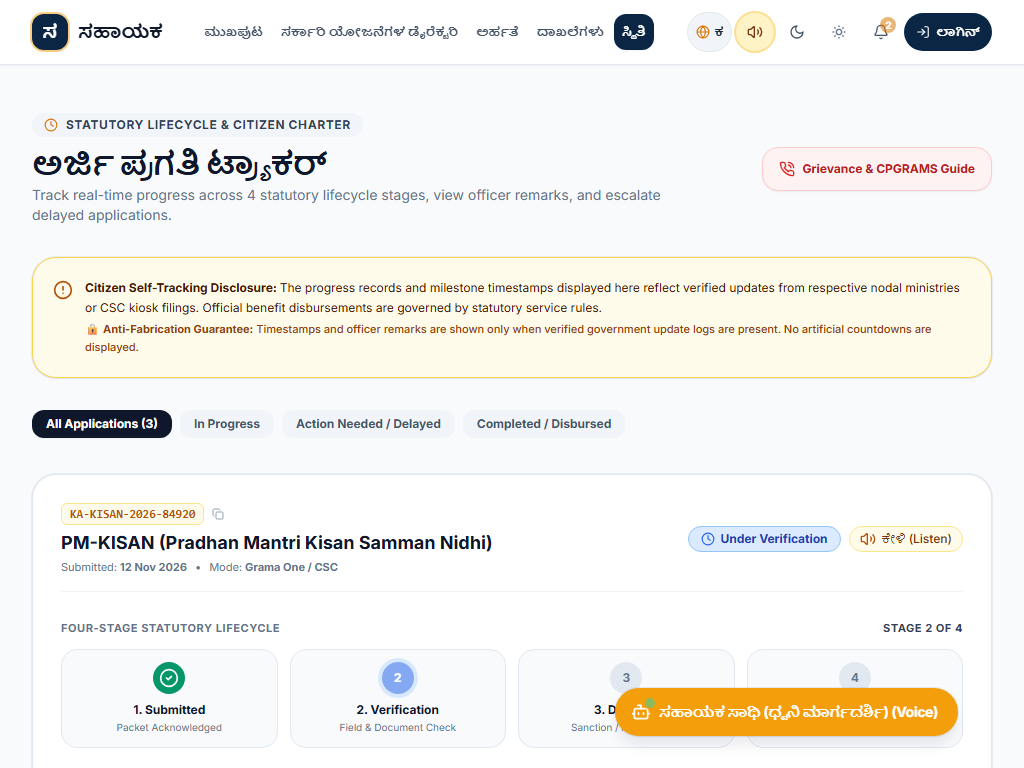 ಸ ಸಹಾಯಕ ಮುಖಪುಟ ಸರ್ಕಾರಿ ಯೋಜನೆಗಳ ಡೈರೆಕ್ಟರಿ ಅರ್ಹತೆ ದಾಖಲೆಗಳು ಸ್ಥಿತಿ ಕ 2 ಲಾಗಿನ್
STATUTORY LIFECYCLE & CITIZEN CHARTER
ಅರ್ಜಿ ಪ್ರಗತಿ ಟ್ರ್ಯಾಕರ್
Grievance & CPGRAMS Guide
Track real-time progress across 4 statutory lifecycle stages, view officer remarks, and escalate
delayed applications.
Citizen Self-Tracking Disclosure: The progress records and milestone timestamps displayed here reflect verified updates from respective nodal ministries
or CSC kiosk filings. Official benefit disbursements are governed by statutory service rules.
🔒 Anti-Fabrication Guarantee: Timestamps and officer remarks are shown only when verified government update logs are present. No artificial countdowns are
displayed.
All Applications (3) In Progress Action Needed / Delayed Completed / Disbursed
KA-KISAN-2026-84920
PM-KISAN (Pradhan Mantri Kisan Samman Nidhi)
Under Verification ಕೇಳಿ (Listen)
Submitted: 12 Nov 2026 • Mode: Grama One / CSC
FOUR-STAGE STATUTORY LIFECYCLE STAGE 2 OF 4
2 3 4
1. Submitted 2. Verification 3.
Packet Acknowledged Field & Document Check Sanction /
ಸಹಾಯಕ ಸಾಥಿ (ಧ್ವನಿ ಮಾರ್ಗದರ್ಶಿ) (Voice)